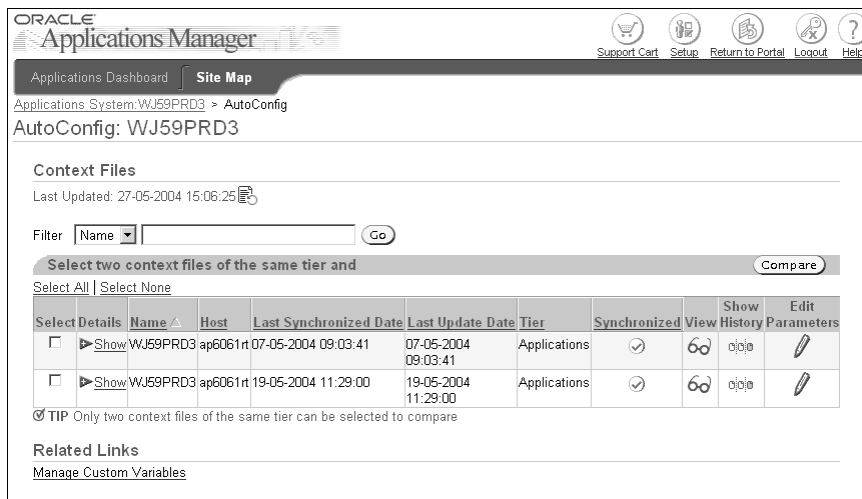 ORACLE
Applications Manager
Support Cart Setup Return to Portal Logout Help
Applications Dashboard Site Map
Applications System:WJ59PRD3 > AutoConfig
AutoConfig: WJ59PRD3
Context Files
Last Updated: 27-05-2004 15:06:25
Filter Name Go
Select two context files of the same tier and Compare
Select All | Select None
Select Details Name Host Last Synchronized Date Last Update Date Tier Synchronized View Show History Edit Parameters
Show WJ59PRD3 ap6061rt 07-05-2004 09:03:41 07-05-2004 09:03:41 Applications
Show WJ59PRD3 ap6061rt 19-05-2004 11:29:00 19-05-2004 11:29:00 Applications
TIP Only two context files of the same tier can be selected to compare
Related Links
Manage Custom Variables